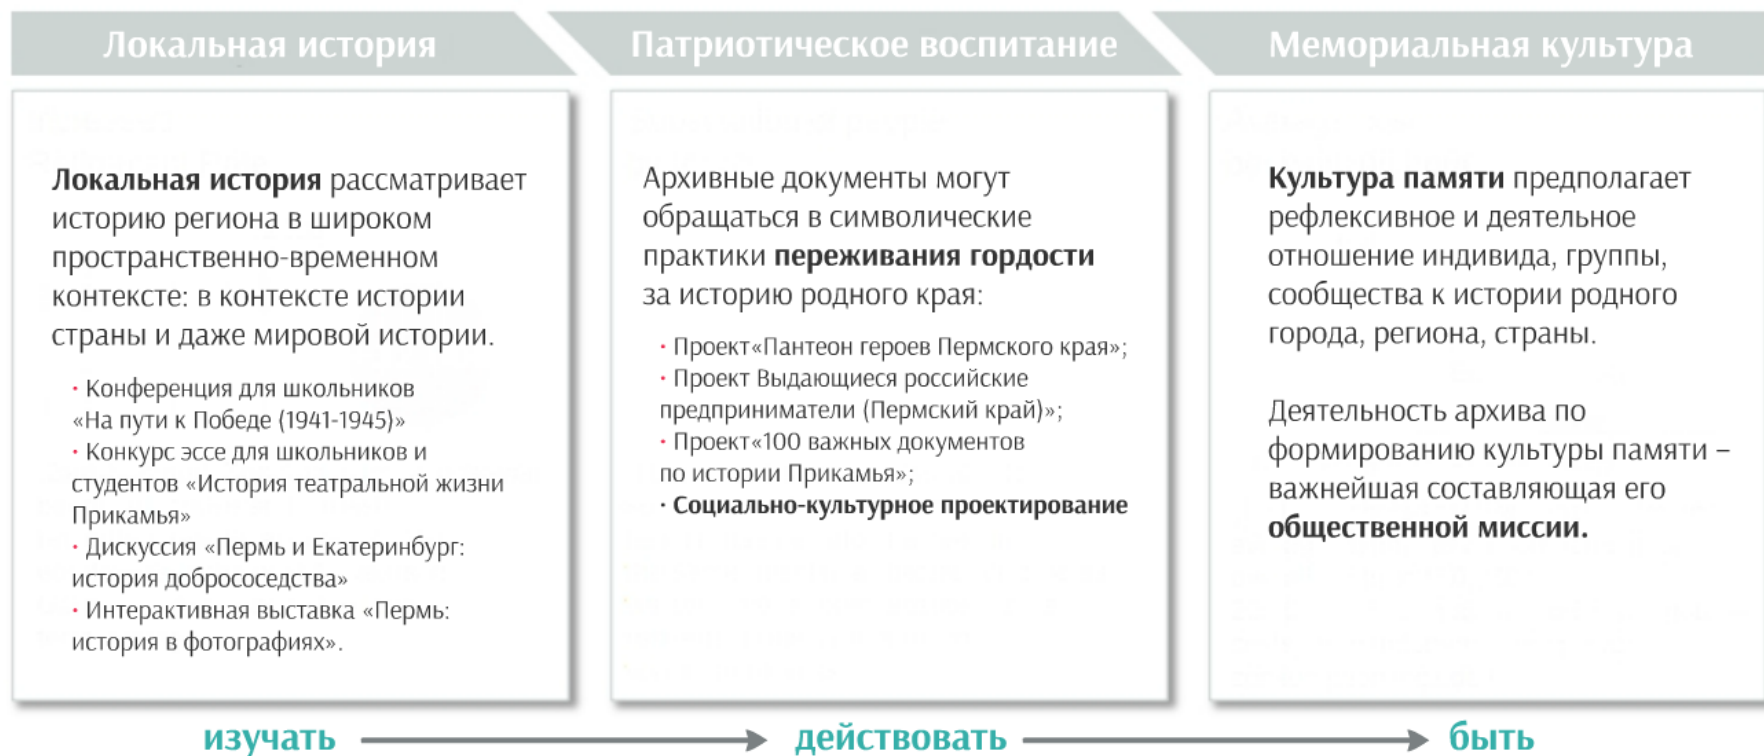 Локальная история
Патриотическое воспитание
Мемориальная культура
Локальная история рассматривает
историю региона в широком
пространственно-временном
контексте: в контексте истории
страны и даже мировой истории.
· Конференция для школьников
«На пути к Победе (1941-1945)»
· Конкурс эссе для школьников и
студентов «История театральной жизни
Прикамья»
· Дискуссия «Пермь и Екатеринбург:
история добрососедства»
· Интерактивная выставка «Пермь:
история в фотографиях».
Архивные документы могут
обращаться в символические
практики переживания гордости
за историю родного края:
· Проект«Пантеон героев Пермского края»;
· Проект Выдающиеся российские
предприниматели (Пермский край)»;
· Проект«100 важных документов
по истории Прикамья»;
· Социально-культурное проектирование
Культура памяти предполагает
рефлексивное и деятельное
отношение индивида, группы,
сообщества к истории родного
города, региона, страны.
Деятельность архива по
формированию культуры памяти –
важнейшая составляющая его
общественной миссии.
изучать
действовать
быть